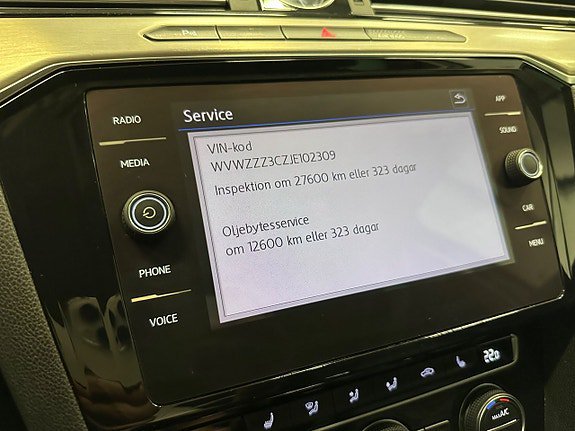 RADIO
MEDIA
PHONE
VOICE
Service
VIN-kod
WVWZZZ3CZJE102309
Inspektion om 27600 km eller 323 dagar
Oljebytesservice
om 12600 km eller 323 dagar
APP
SOUND
CAR
MENU
22.0
MAX A/C